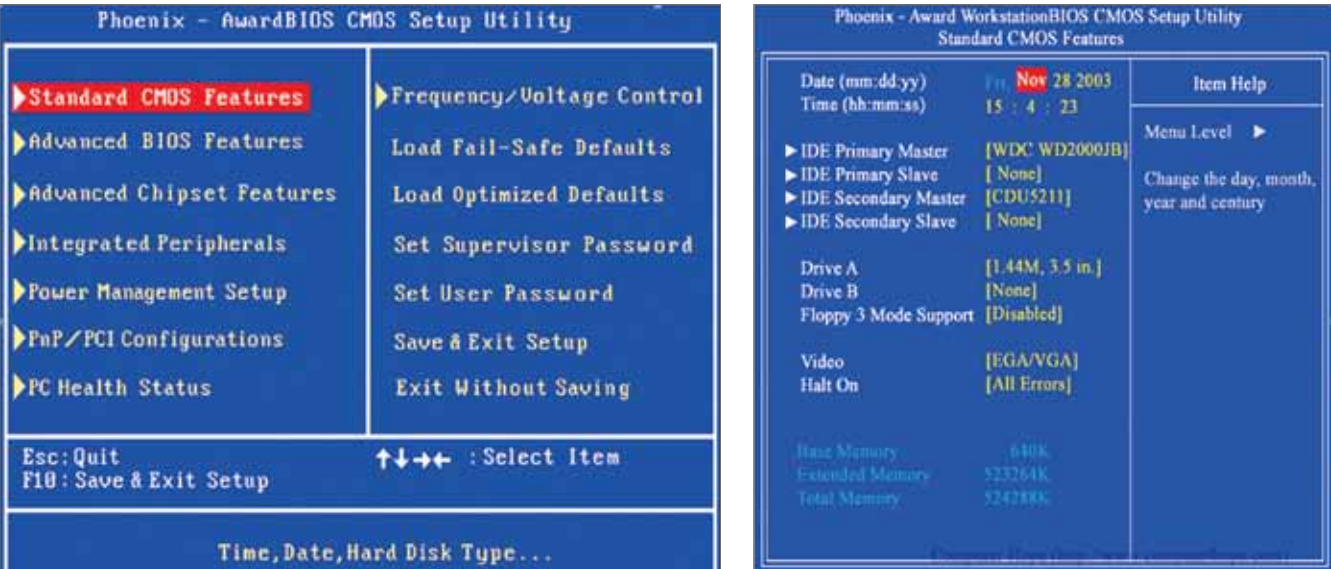 Phoenix - AwardBIOS CMOS Setup Utility
Standard CMOS Features
Advanced BIOS Features
Advanced Chipset Features
Integrated Peripherals
Power Management Setup
PnP/PCI Configurations
PC Health Status
Frequency/Voltage Control
Load Fail-Safe Defaults
Load Optimized Defaults
Set Supervisor Password
Set User Password
Save & Exit Setup
Exit Without Saving
Esc:Quit
F10 : Save & Exit Setup
↑↓→← : Select Item
Time,Date,Hard Disk Type...
Phoenix - Award WorkstationBIOS CMOS Setup Utility
Standard CMOS Features
Date (mm:dd:yy) Fri, Nov 28 2003
Time (hh:mm:ss) 15 : 4 : 23
IDE Primary Master [WDC WD2000JB]
IDE Primary Slave [ None]
IDE Secondary Master [CDU5211]
IDE Secondary Slave [ None]
Drive A [1.44M, 3.5 in.]
Drive B [None]
Floppy 3 Mode Support [Disabled]
Video [EGA/VGA]
Halt On [All Errors]
Base Memory 640K
Extended Memory 523264K
Total Memory 524288K
Item Help
Menu Level ▶
Change the day, month,
year and century